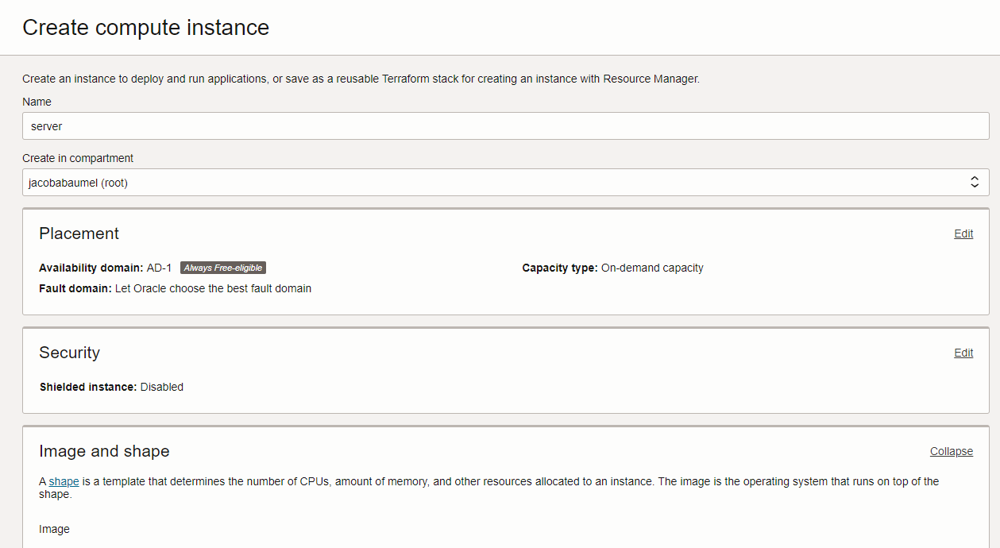 Create compute instance
Create an instance to deploy and run applications, or save as a reusable Terraform stack for creating an instance with Resource Manager.
Name
server
Create in compartment
jacobabaumel (root)
Placement
Edit
Availability domain: AD-1 Always Free-eligible
Capacity type: On-demand capacity
Fault domain: Let Oracle choose the best fault domain
Security
Edit
Shielded instance: Disabled
Image and shape
Collapse
A shape is a template that determines the number of CPUs, amount of memory, and other resources allocated to an instance. The image is the operating system that runs on top of the
shape.
Image